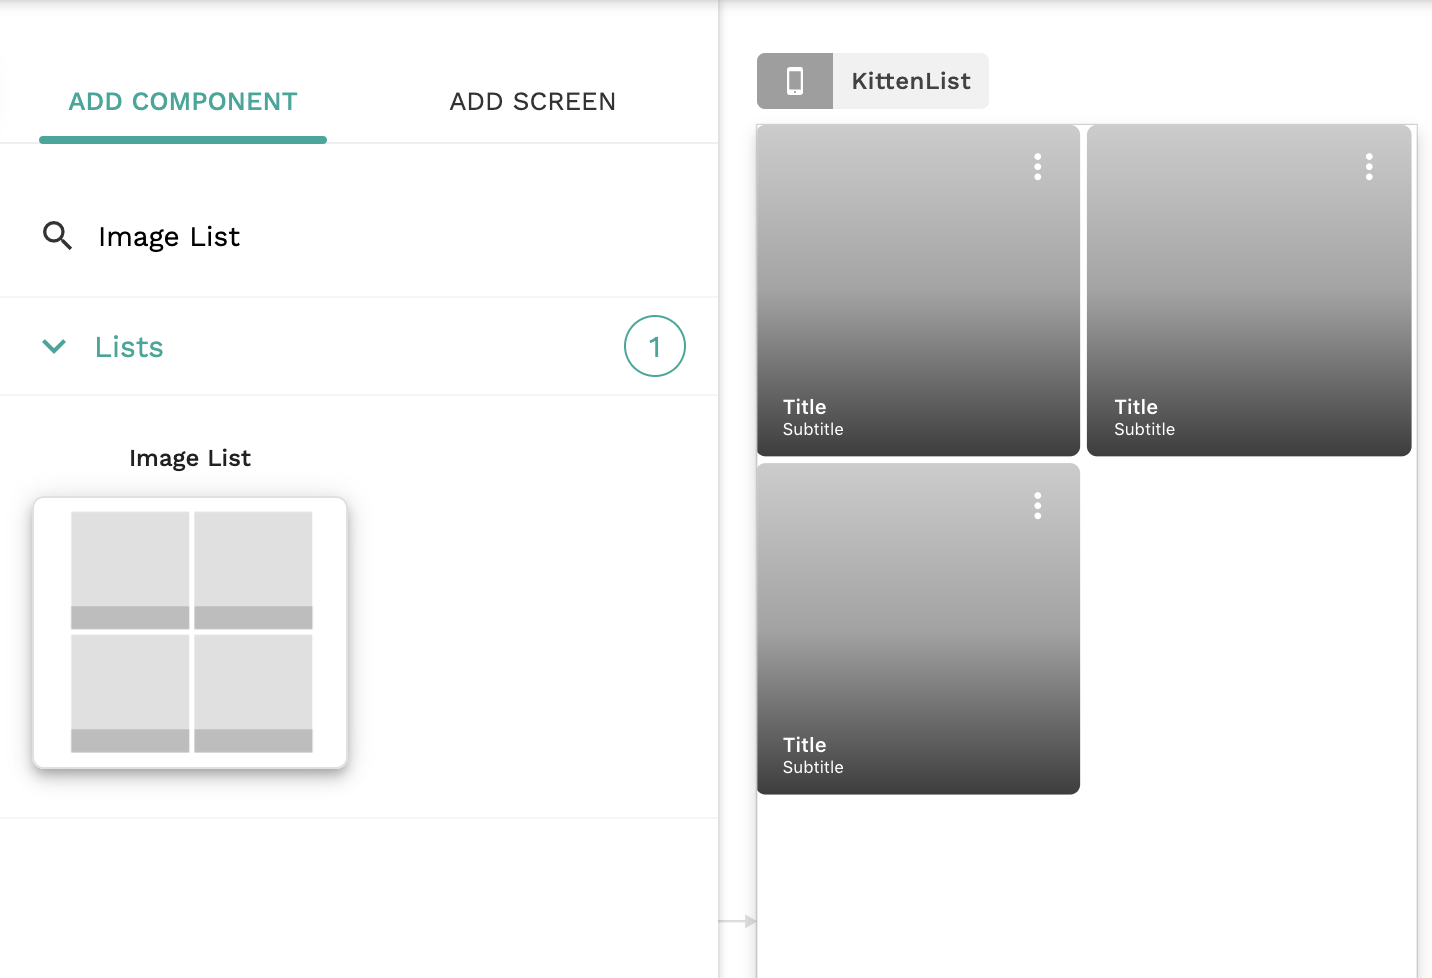 ADD COMPONENT
ADD SCREEN
Image List
Lists
1
Image List
KittenList
Title
Subtitle
Title
Subtitle
Title
Subtitle